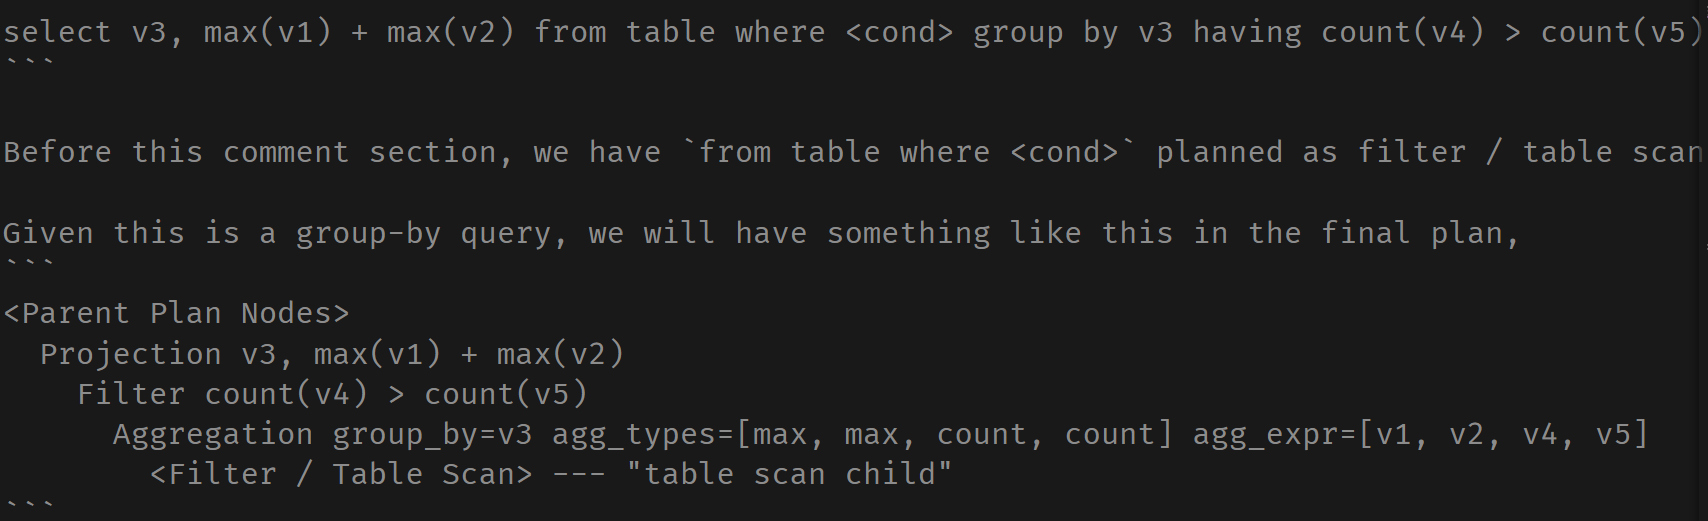 select v3, max(v1) + max(v2) from table where <cond> group by v3 having count(v4) > count(v5)
```
Before this comment section, we have `from table where <cond>` planned as filter / table scan
Given this is a group-by query, we will have something like this in the final plan,
```
<Parent Plan Nodes>
  Projection v3, max(v1) + max(v2)
    Filter count(v4) > count(v5)
      Aggregation group_by=v3 agg_types=[max, max, count, count] agg_expr=[v1, v2, v4, v5]
        <Filter / Table Scan> --- "table scan child"
```